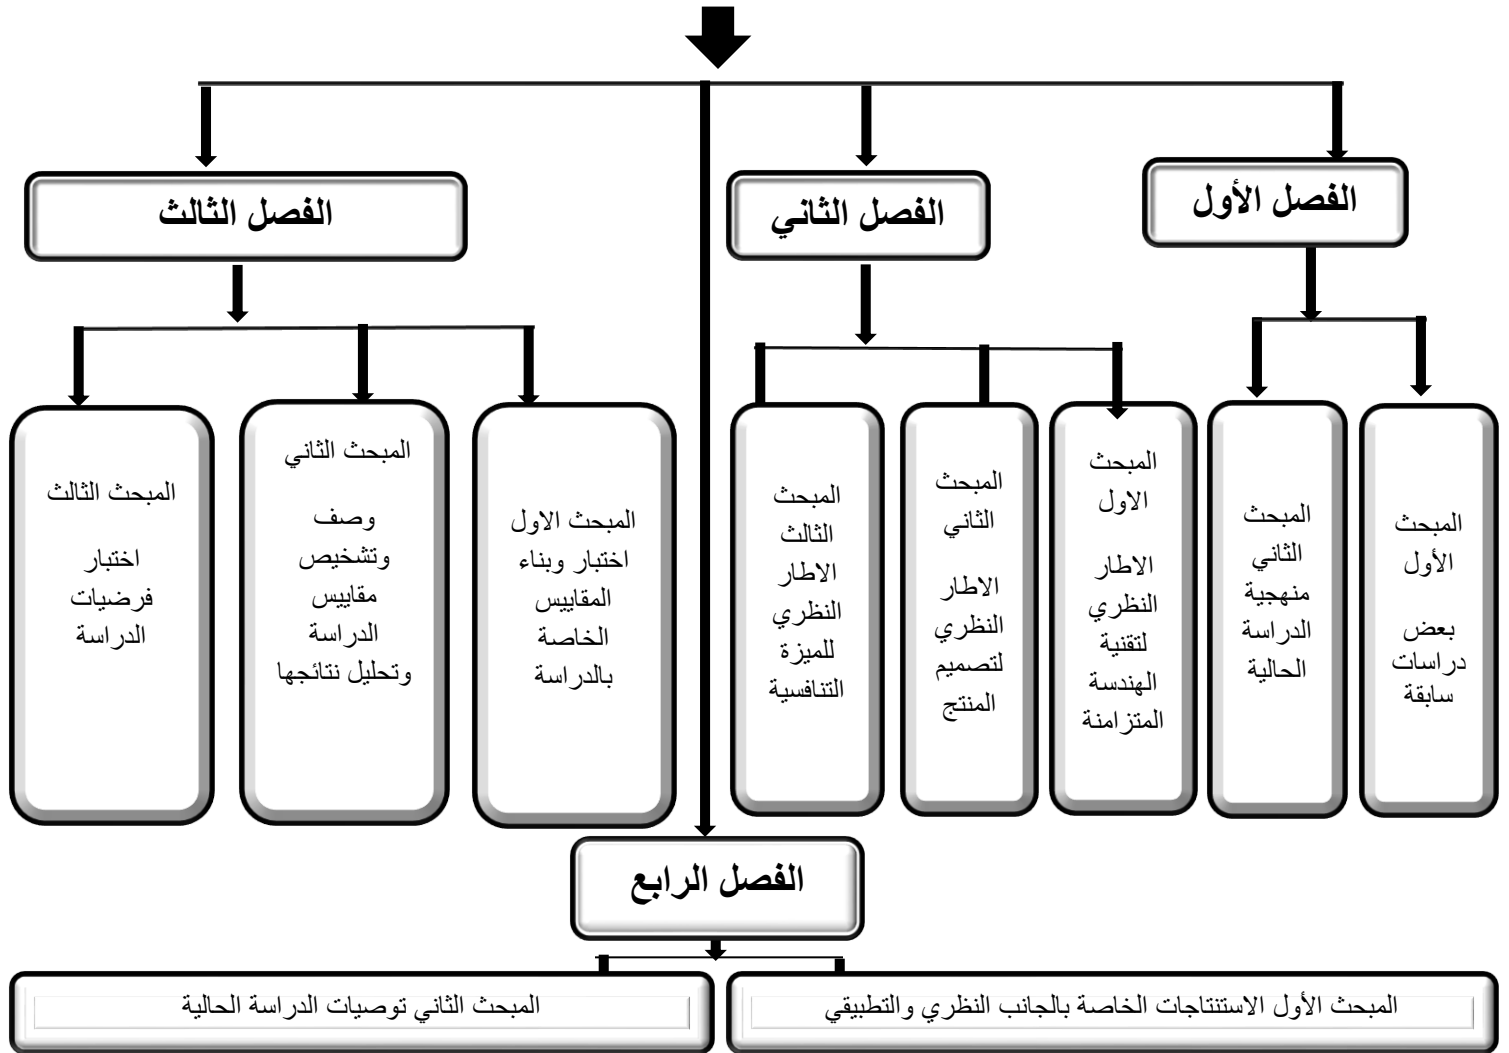 الفصل الأول
الفصل الثاني
الفصل الثالث
المبحث
الأول
بعض
دراسات
سابقة
المبحث
الثاني
منهجية
الدراسة
الحالية
المبحث
الاول
الاطار
النظري
لتقنية
الهندسة
المتزامنة
المبحث
الثاني
الاطار
النظري
لتصميم
المنتج
المبحث
الثالث
الاطار
النظري
للميزة
التنافسية
المبحث الاول
اختبار وبناء
المقاييس
الخاصة
بالدراسة
المبحث الثاني
وصف
وتشخيص
مقاييس
الدراسة
وتحليل نتائجها
المبحث الثالث
اختبار
فرضيات
الدراسة
الفصل الرابع
المبحث الأول الاستنتاجات الخاصة بالجانب النظري والتطبيقي
المبحث الثاني توصيات الدراسة الحالية